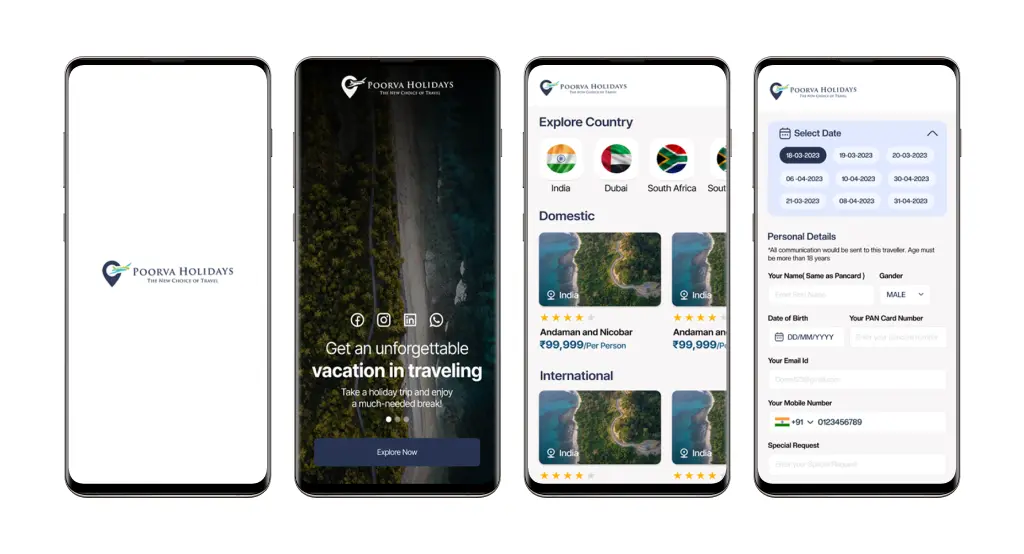 POORVA HOLIDAYS
THE NEW CHOICE OF TRAVEL
POORVA HOLIDAYS
THE NEW CHOICE OF TRAVEL
Get an unforgettable
vacation in traveling
Take a holiday trip and enjoy
a much-needed break!
Explore Now
POORVA HOLIDAYS
THE NEW CHOICE OF TRAVEL
Explore Country
India Dubai South Africa Sout
Domestic
India India
Andaman and Nicobar Andaman an
₹99,999/Per Person ₹99,999/P
International
India India
POORVA HOLIDAYS
THE NEW CHOICE OF TRAVEL
Select Date
18-03-2023 19-03-2023 20-03-2023
06 -04-2023 10-04-2023 30-04-2023
21-03-2023 08-04-2023 31-04-2023
Personal Details
*All communication would be sent to this traveller. Age must
be more than 18 years
Your Name( Same as Pancard ) Gander
Enter Name
MALE
Date of Birth Your PAN Card Number
DD/MM/YYYY
Your Email Id
Your Mobile Number
+91 0123456789
Special Request
Enter your Special Request